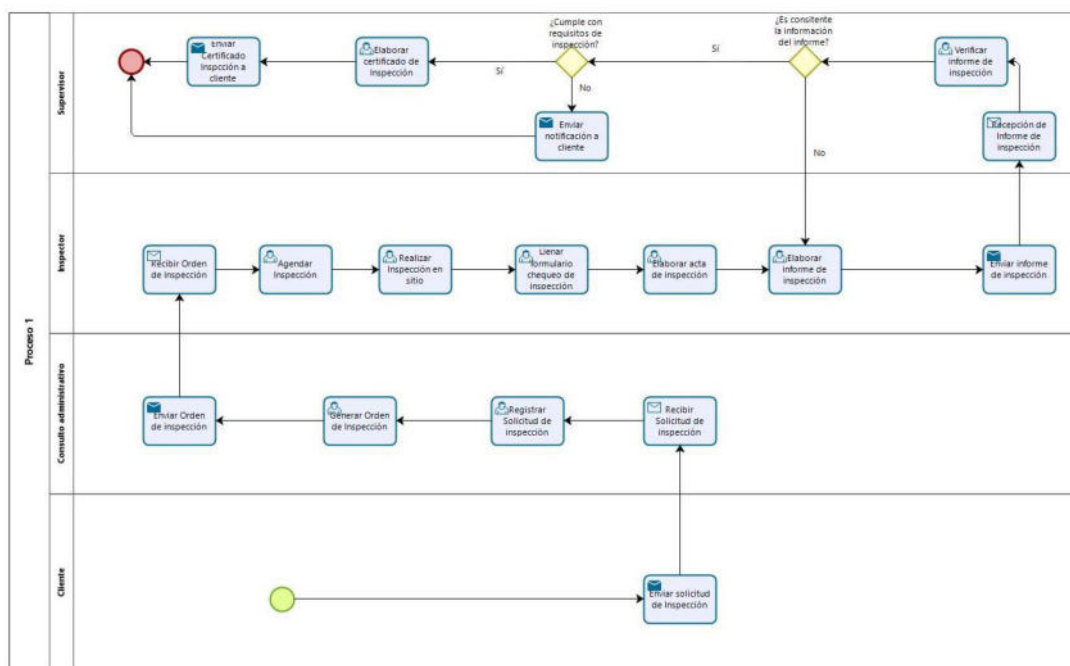 Proceso 1
Supervisor
Enviar
Certificado
Inspcción a
cliente
Elaborar
certificado de
Inspección
¿Cumple con
requisitos de
inspección?
Sí
No
Enviar
notificación a
cliente
¿Es consitente
la información
del informe?
Sí
No
Verificar
informe de
inspección
Recepción de
Informe de
inspección
Inspector
Recibir Orden
de Inspección
Agendar
Inspección
Realizar
Inspección en
sitio
Llenar
formulario
chequeo de
inspección
Elaborar acta
de inspección
Elaborar
informe de
inspección
Enviar informe
de inspección
Consulto administrativo
Enviar Orden
de inspección
Generar Orden
de Inspección
Registrar
Solicitud de
inspección
Recibir
Solicitud de
inspección
Cliente
Enviar solicitud
de Inspección